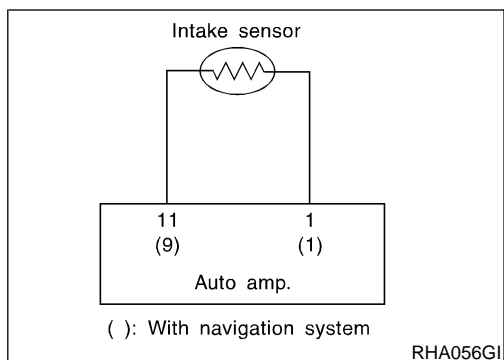 Intake sensor
11 1
(9) (1)
Auto amp.
( ): With navigation system
RHA056GI